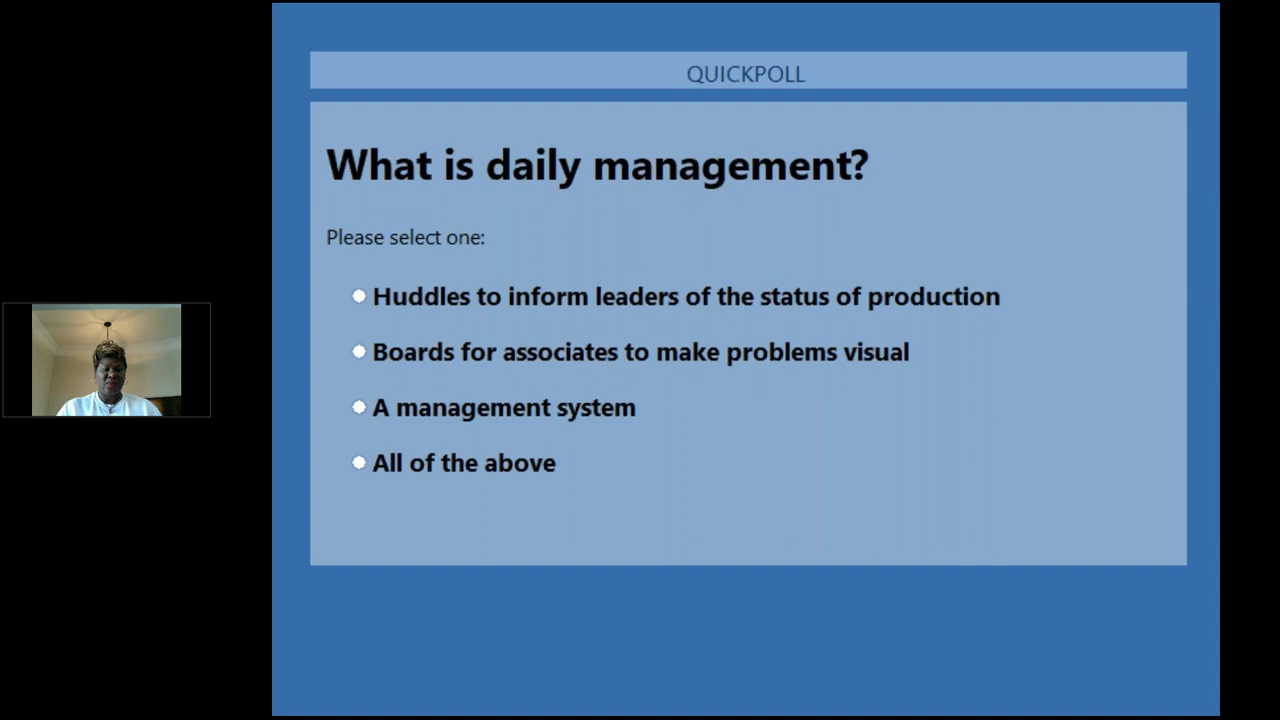 QUICKPOLL
What is daily management?
Please select one:
Huddles to inform leaders of the status of production
Boards for associates to make problems visual
A management system
All of the above